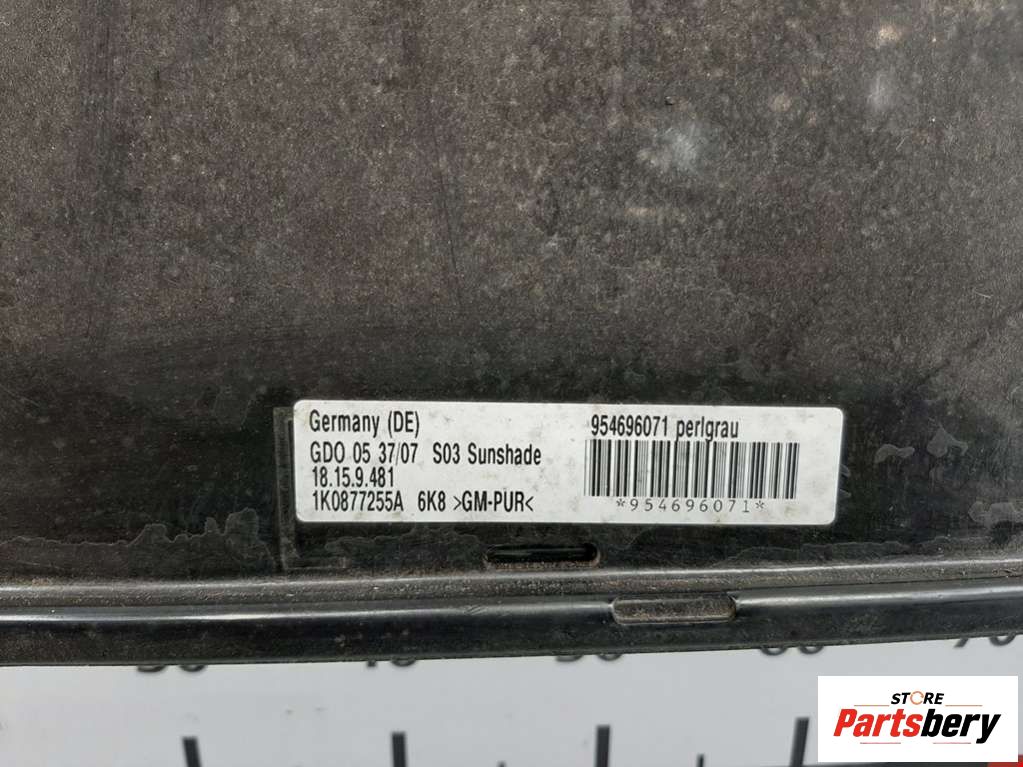 Germany (DE)
GDO 05 37/07 S03 Sunshade
18.15.9.481
1K0877255A 6K8 >GM-PUR<
954696071 perlgrau
*954696071*
STORE
Partsbery